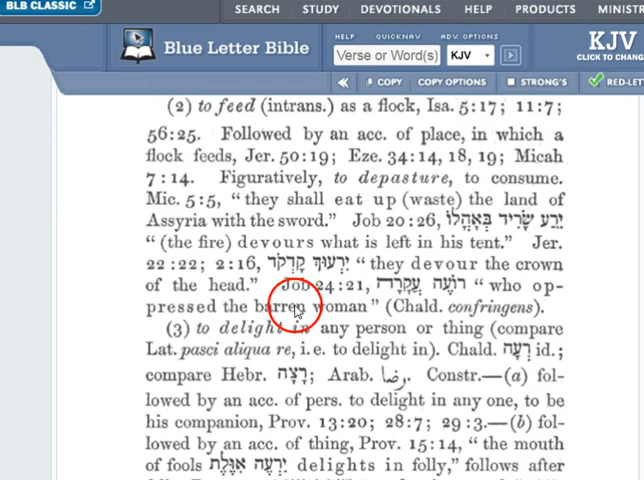 BLB CLASSIC
SEARCH STUDY DEVOTIONALS HELP PRODUCTS MINISTR
Blue Letter Bible
HELP QUICKNAV ADV. OPTIONS
Verse or Word(s) KJV
KJV
CLICK TO CHANG
COPY COPY OPTIONS STRONG'S RED-LET
(2) to feed (intrans.) as a flock, Isa. 5:17; 11:7;
56:25. Followed by an acc. of place, in which a
flock feeds, Jer. 50:19; Eze. 34:14, 18, 19; Micah
7:14. Figuratively, to depasture, to consume.
Mic. 5:5, “they shall eat up (waste) the land of
Assyria with the sword.” Job 20:26, יֵרַע שָׂרִיד בְּאָהֳלוֹ
“(the fire) devours what is left in his tent.” Jer.
22:22; 2:16, יִרְעוּךְ קָדְקֹד “they devour the crown
of the head.” Job 24:21, רוֹעֶה עֲקָרָה “who op-
pressed the barren woman” (Chald. confringens).
(3) to delight in any person or thing (compare
Lat. pasci aliqua re, i.e. to delight in). Chald. רְעָה id.;
compare Hebr. רָצָה; Arab. رضا. Constr.—(a) fol-
lowed by an acc. of pers. to delight in any one, to be
his companion, Prov. 13:20; 28:7; 29:3.—(b) fol-
lowed by an acc. of thing, Prov. 15:14, “the mouth
of fools יִרְעֶה אִוֶּלֶת delights in folly,” follows after